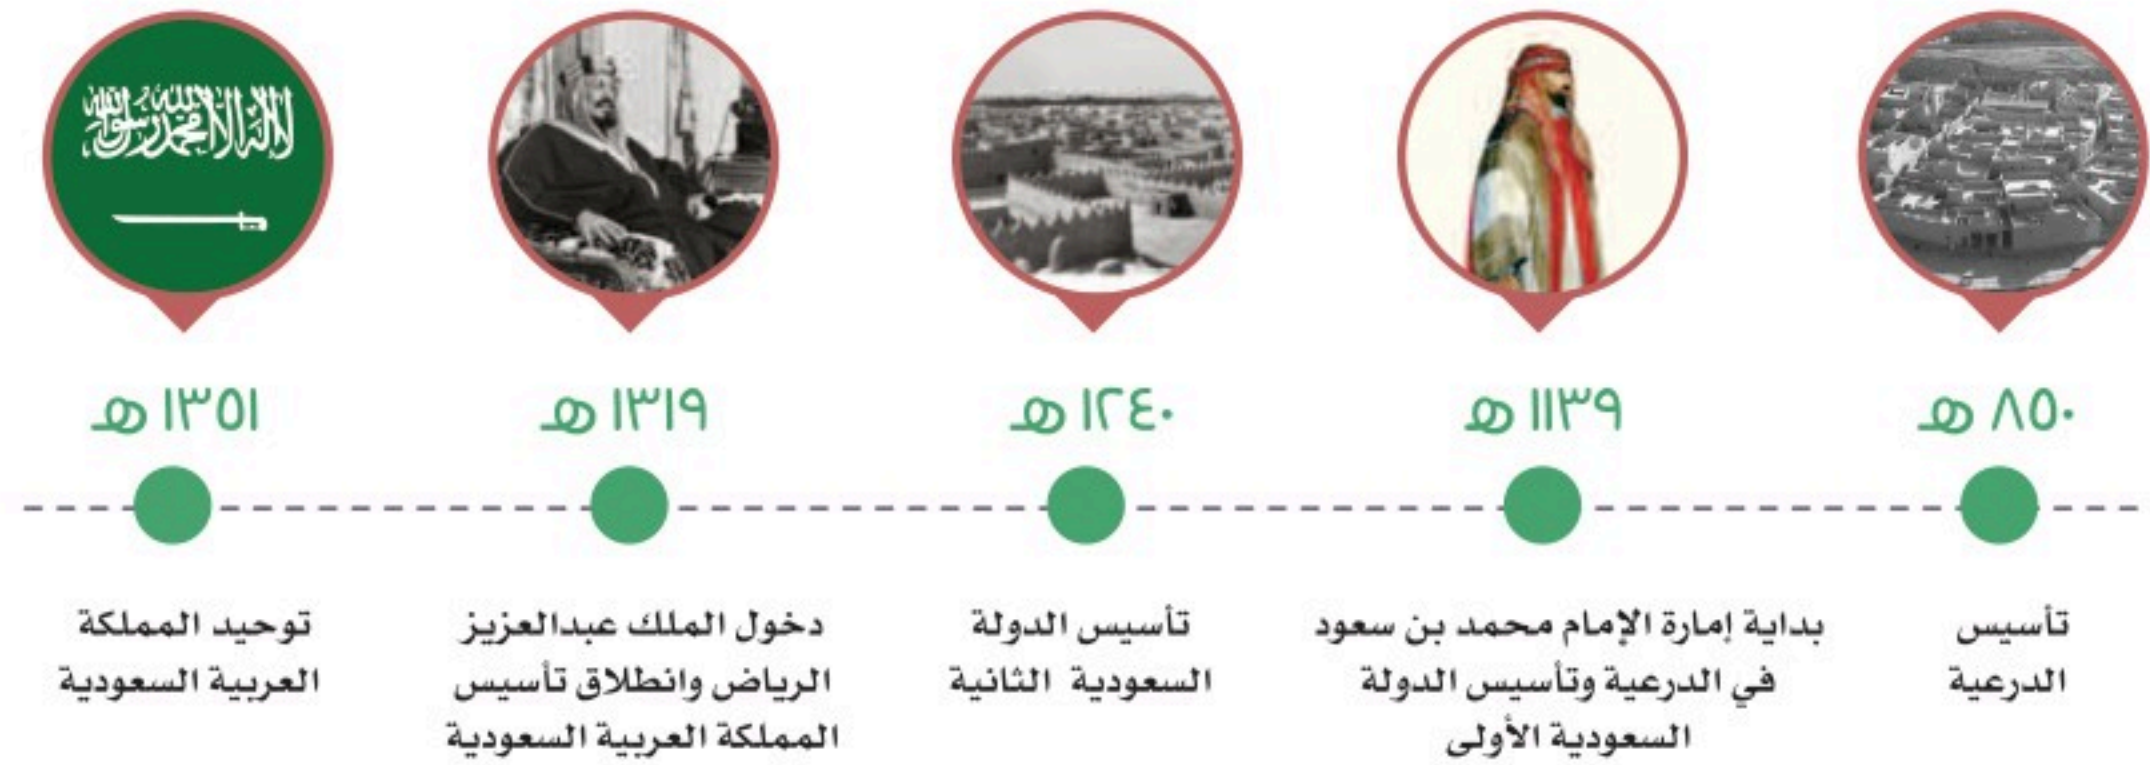 لا إله إلا الله محمد رسول الله
٨٥٠ هـ
تأسيس
الدرعية
١١٣٩ هـ
بداية إمارة الإمام محمد بن سعود
في الدرعية وتأسيس الدولة
السعودية الأولى
١٢٤٠ هـ
تأسيس الدولة
السعودية الثانية
١٣١٩ هـ
دخول الملك عبدالعزيز
الرياض وانطلاق تأسيس
المملكة العربية السعودية
١٣٥١ هـ
توحيد المملكة
العربية السعودية